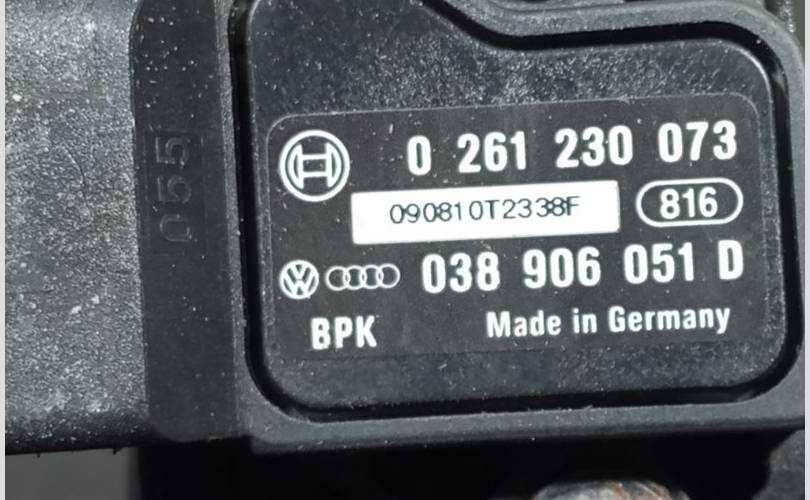 0 261 230 073
090810T2338F
816
038 906 051 D
BPK
Made in Germany
055